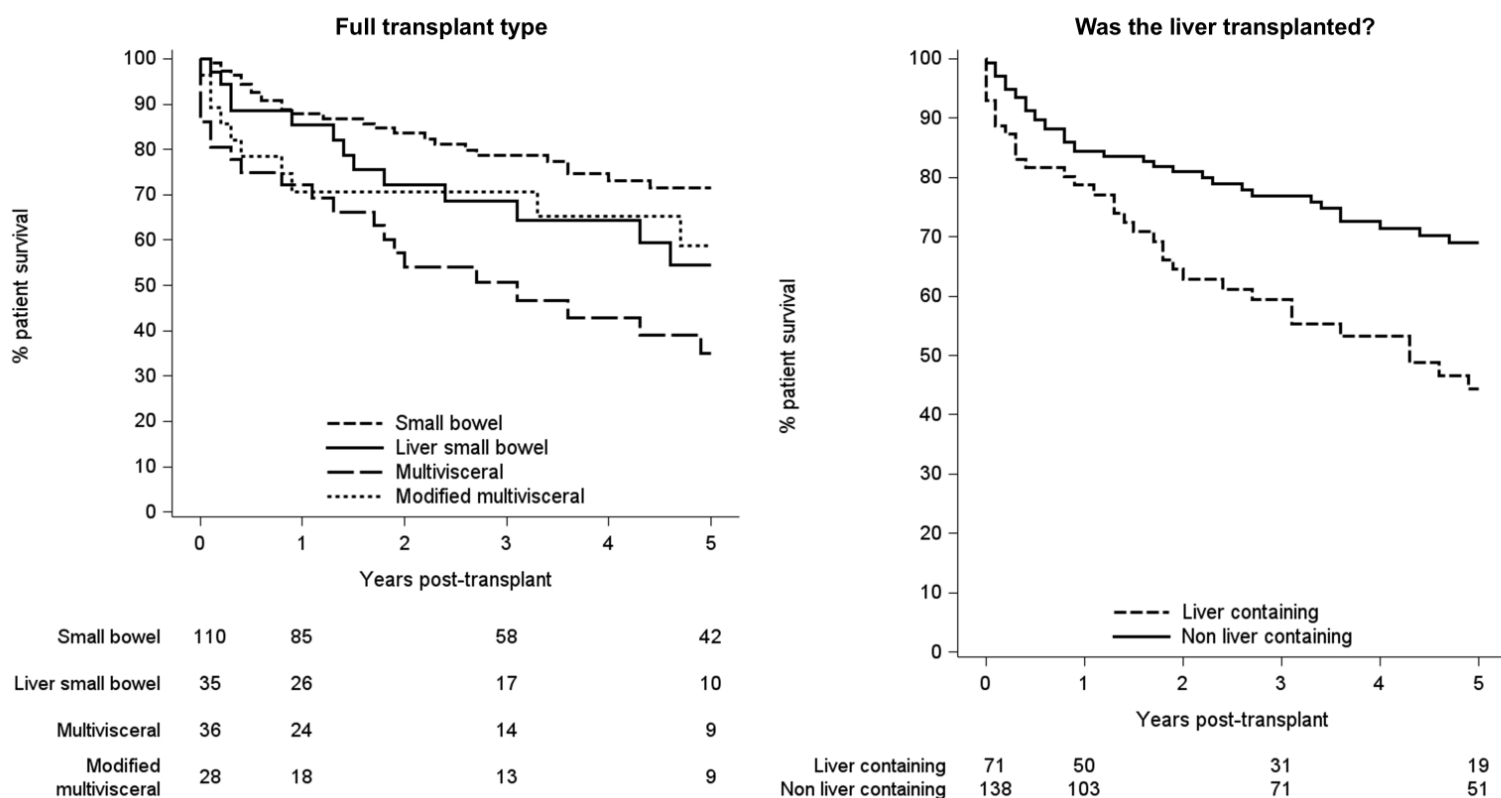 Full transplant type
100
90
80
70
60
50
40
30
20
10
0
% patient survival
Small bowel
Liver small bowel
Multivisceral
Modified multivisceral
0 1 2 3 4 5
Years post-transplant
Small bowel 110 85 58 42
Liver small bowel 35 26 17 10
Multivisceral 36 24 14 9
Modified
multivisceral 28 18 13 9
Was the liver transplanted?
100
90
80
70
60
50
40
30
20
10
0
% patient survival
Liver containing
Non liver containing
0 1 2 3 4 5
Years post-transplant
Liver containing 71 50 31 19
Non liver containing 138 103 71 51